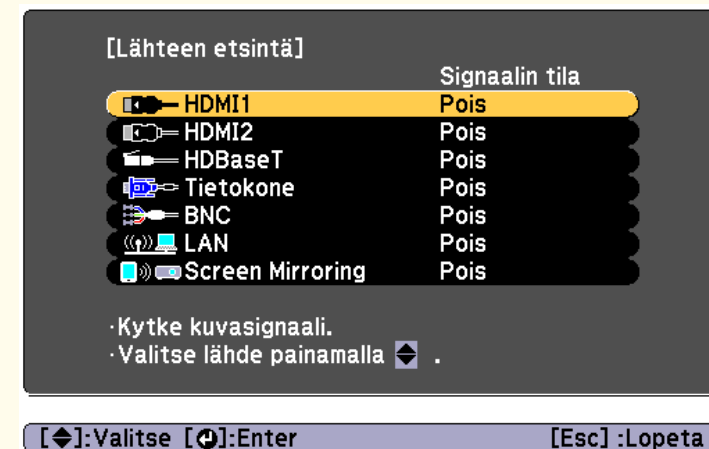 [Lähteen etsintä]
Signaalin tila
HDMI1 Pois
HDMI2 Pois
HDBaseT Pois
Tietokone Pois
BNC Pois
LAN Pois
Screen Mirroring Pois
·Kytke kuvasignaali.
·Valitse lähde painamalla .
[ ]:Valitse [ ]:Enter [Esc] :Lopeta